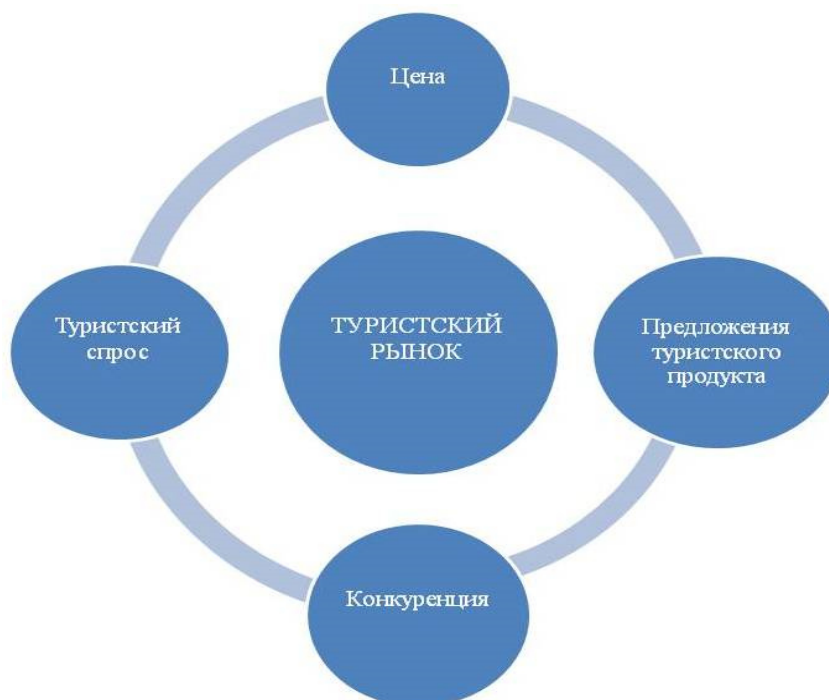 Цена
Туристский
спрос
ТУРИСТСКИЙ
РЫНОК
Предложения
туристского
продукта
Конкуренция